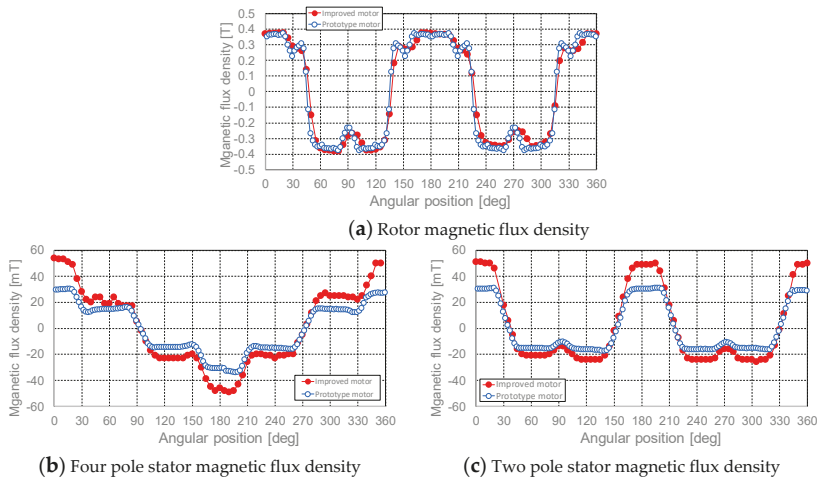 Improved motor
Prototype motor
Mganetic flux density [T]
0.5
0.4
0.3
0.2
0.1
0
-0.1
-0.2
-0.3
-0.4
-0.5
0 30 60 90 120 150 180 210 240 270 300 330 360
Angular position [deg]
(a) Rotor magnetic flux density
Mganetic flux density [mT]
60
40
20
0
-20
-40
-60
Improved motor
Prototype motor
0 30 60 90 120 150 180 210 240 270 300 330 360
Angular position [deg]
(b) Four pole stator magnetic flux density
Mganetic flux density [mT]
60
40
20
0
-20
-40
-60
Improved motor
Prototype motor
0 30 60 90 120 150 180 210 240 270 300 330 360
Angular position [deg]
(c) Two pole stator magnetic flux density